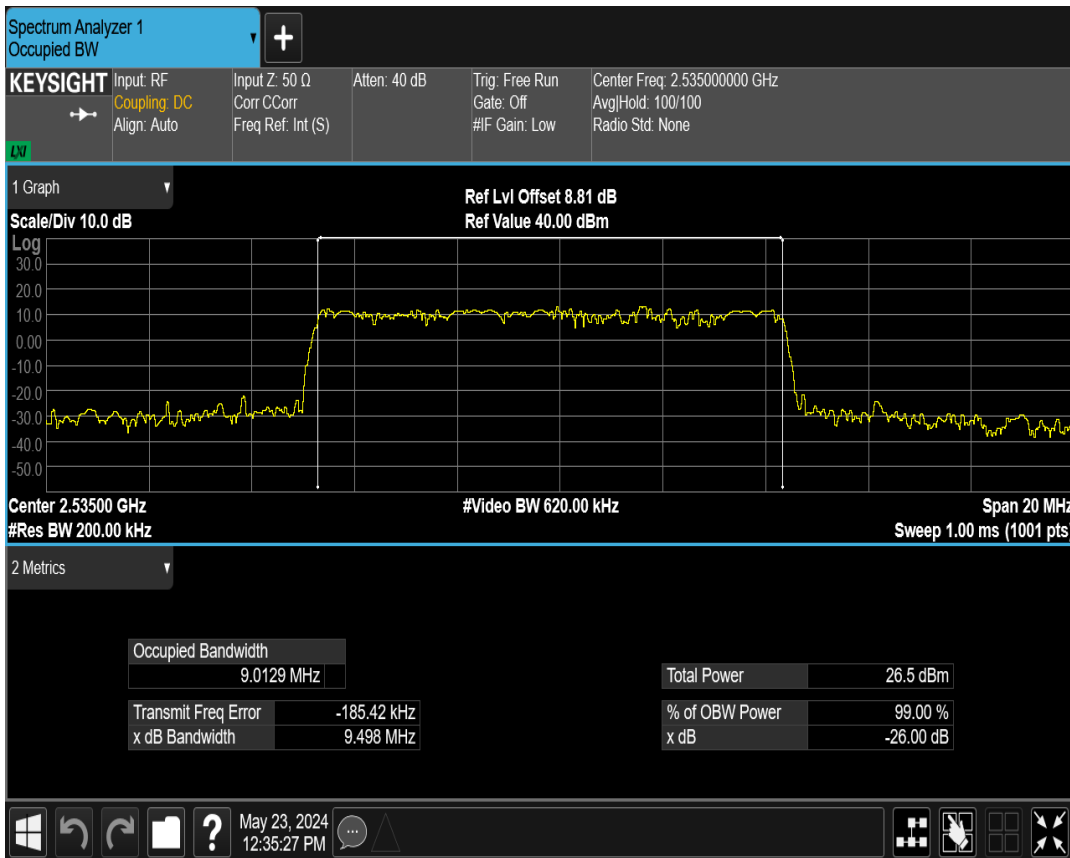 Spectrum Analyzer 1
Occupied BW
KEYSIGHT
Input: RF
Coupling: DC
Align: Auto
Input Z: 50 Ω
Corr CCorr
Freq Ref: Int (S)
Atten: 40 dB
Trig: Free Run
Gate: Off
#IF Gain: Low
Center Freq: 2.535000000 GHz
Avg|Hold: 100/100
Radio Std: None
LXI
1 Graph
Ref Lvl Offset 8.81 dB
Scale/Div 10.0 dB
Ref Value 40.00 dBm
Log
30.0
20.0
10.0
0.00
-10.0
-20.0
-30.0
-40.0
-50.0
Center 2.53500 GHz
#Video BW 620.00 kHz
Span 20 MHz
#Res BW 200.00 kHz
Sweep 1.00 ms (1001 pts)
2 Metrics
Occupied Bandwidth
9.0129 MHz
Total Power 26.5 dBm
Transmit Freq Error -185.42 kHz
% of OBW Power 99.00 %
x dB Bandwidth 9.498 MHz
x dB -26.00 dB
May 23, 2024
12:35:27 PM